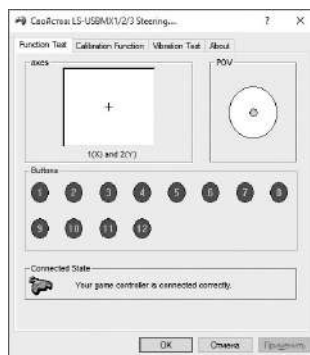 Свойства: LS-USBMX1/2/3 Steering....
Function Test Calibration Function Vibration Test About
axes POV
1(X) and 2(Y)
Buttons
1 2 3 4 5 6 7 8
9 10 11 12
Connected State
Your game controller is connected correctly.
OK Отмена Применить